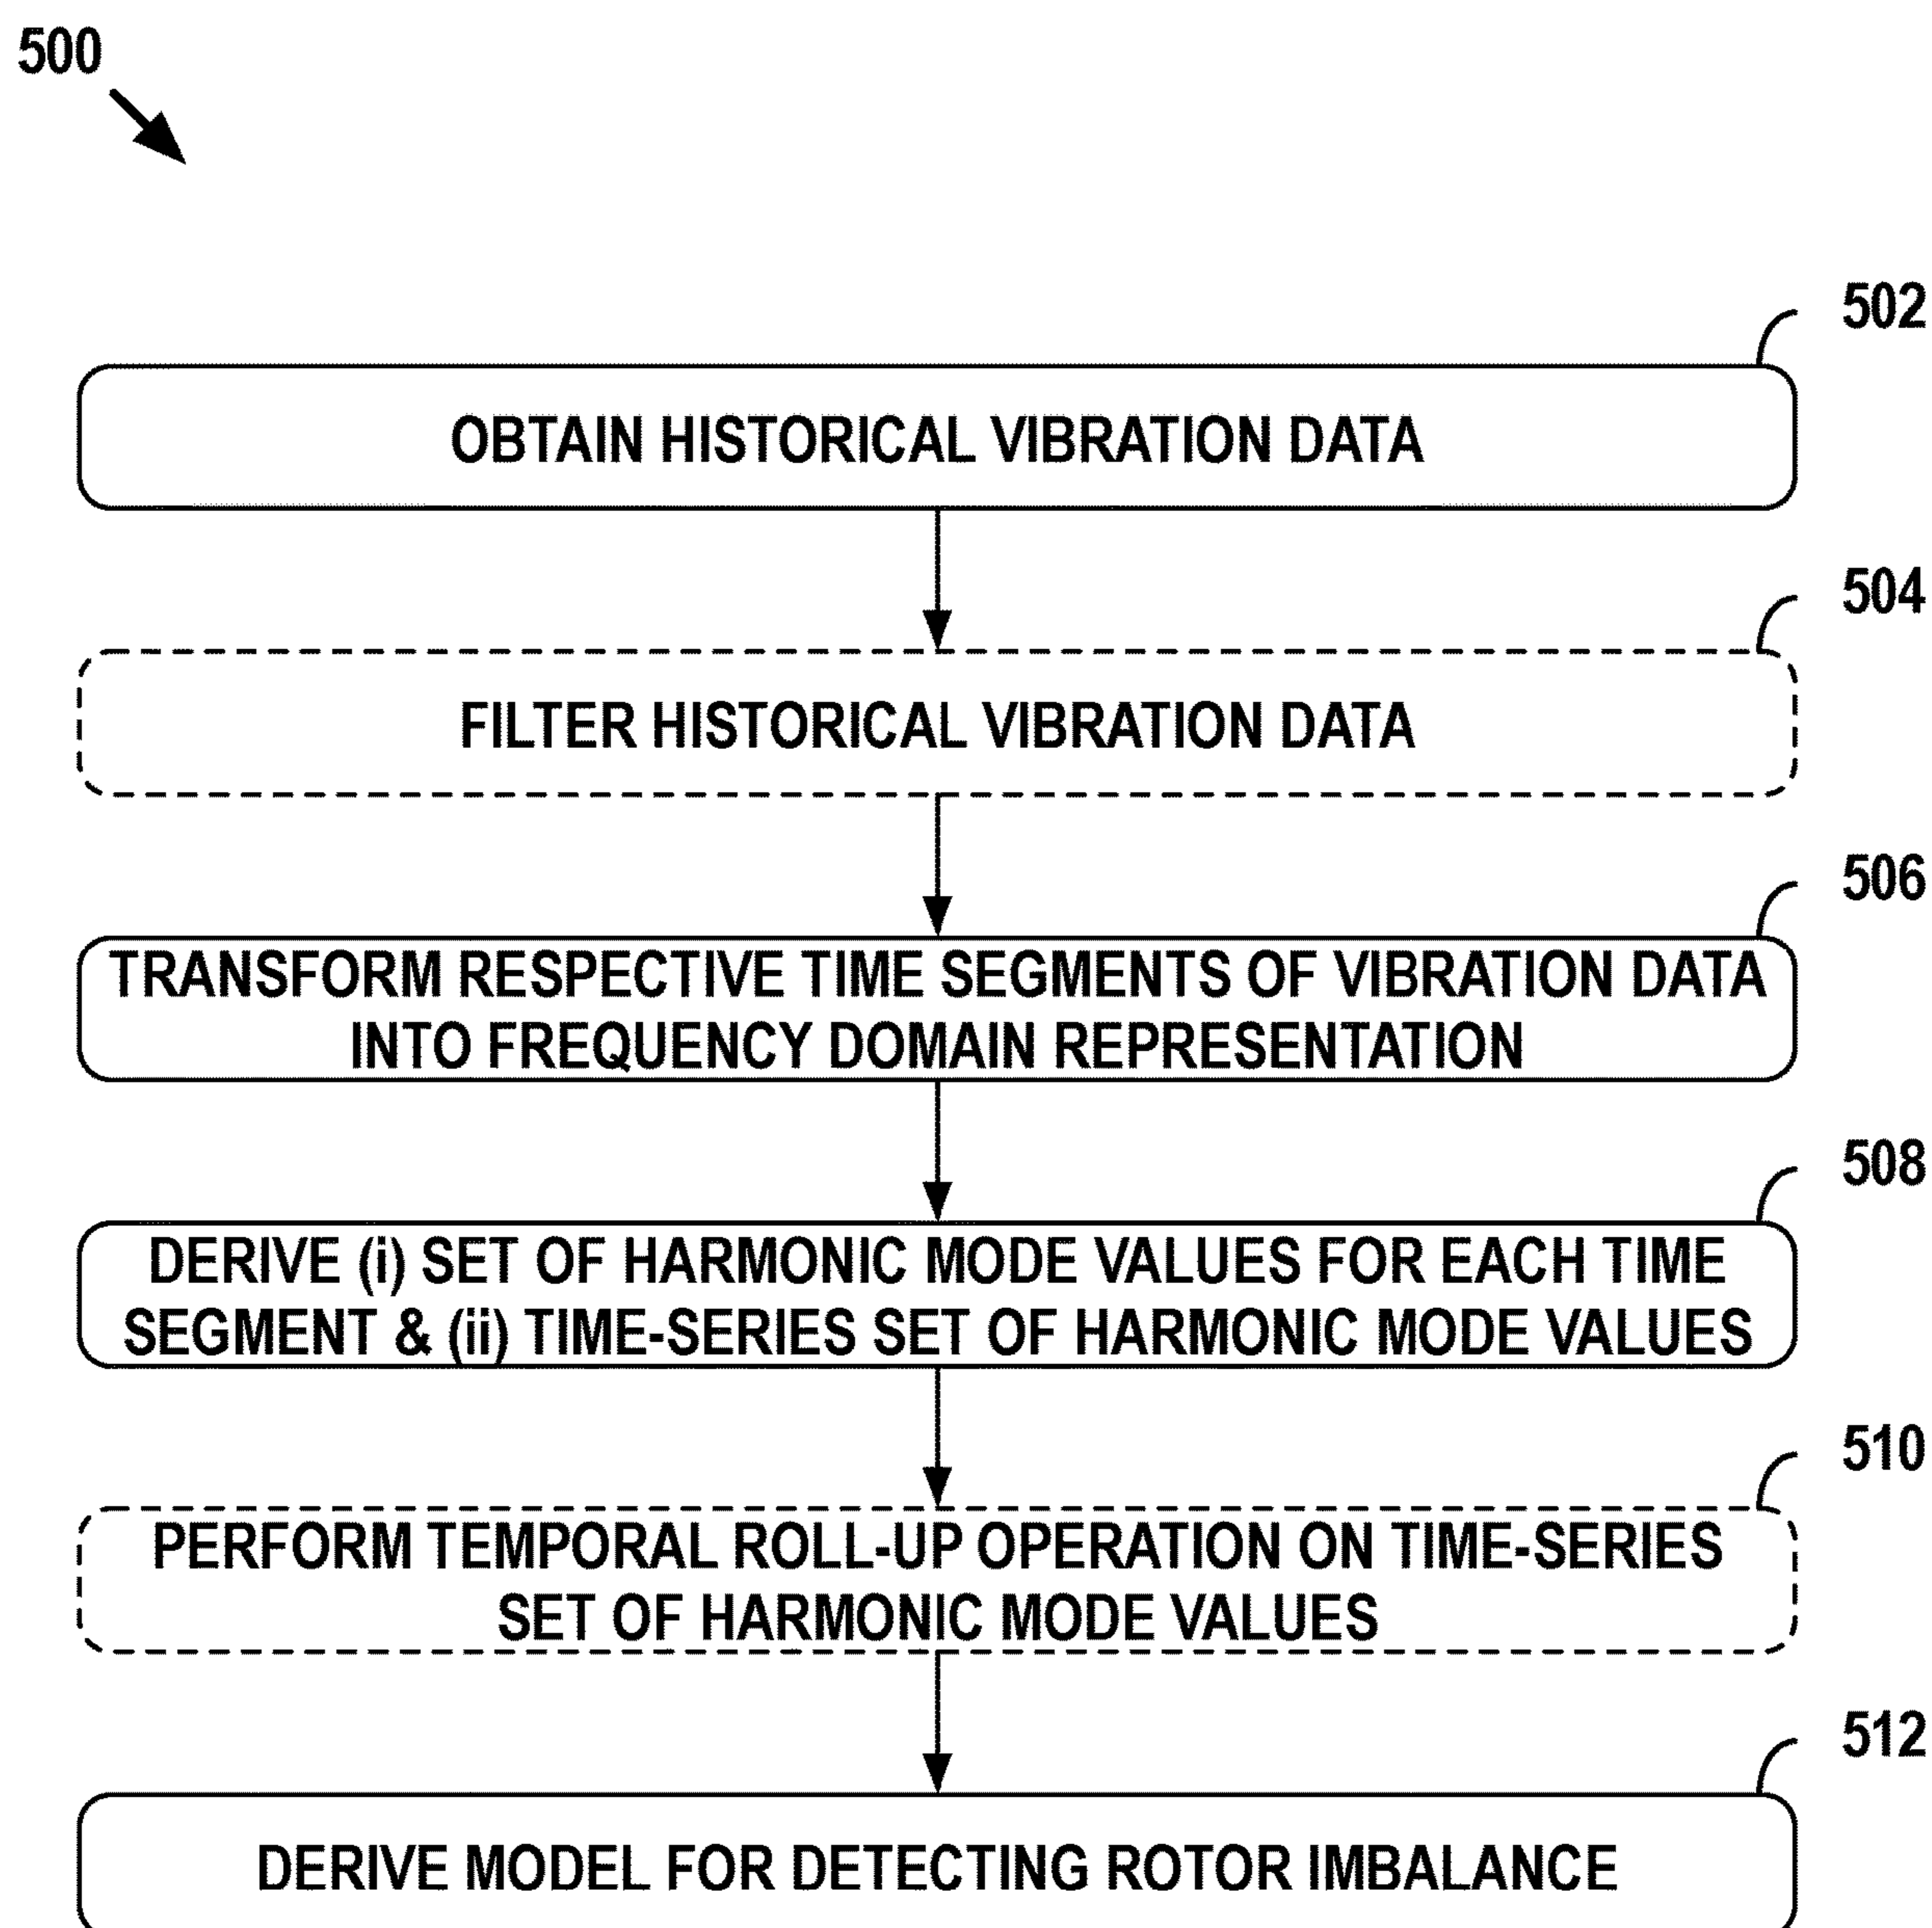 500
502
OBTAIN HISTORICAL VIBRATION DATA
504
FILTER HISTORICAL VIBRATION DATA
506
TRANSFORM RESPECTIVE TIME SEGMENTS OF VIBRATION DATA
INTO FREQUENCY DOMAIN REPRESENTATION
508
DERIVE (i) SET OF HARMONIC MODE VALUES FOR EACH TIME
SEGMENT & (ii) TIME-SERIES SET OF HARMONIC MODE VALUES
510
PERFORM TEMPORAL ROLL-UP OPERATION ON TIME-SERIES
SET OF HARMONIC MODE VALUES
512
DERIVE MODEL FOR DETECTING ROTOR IMBALANCE